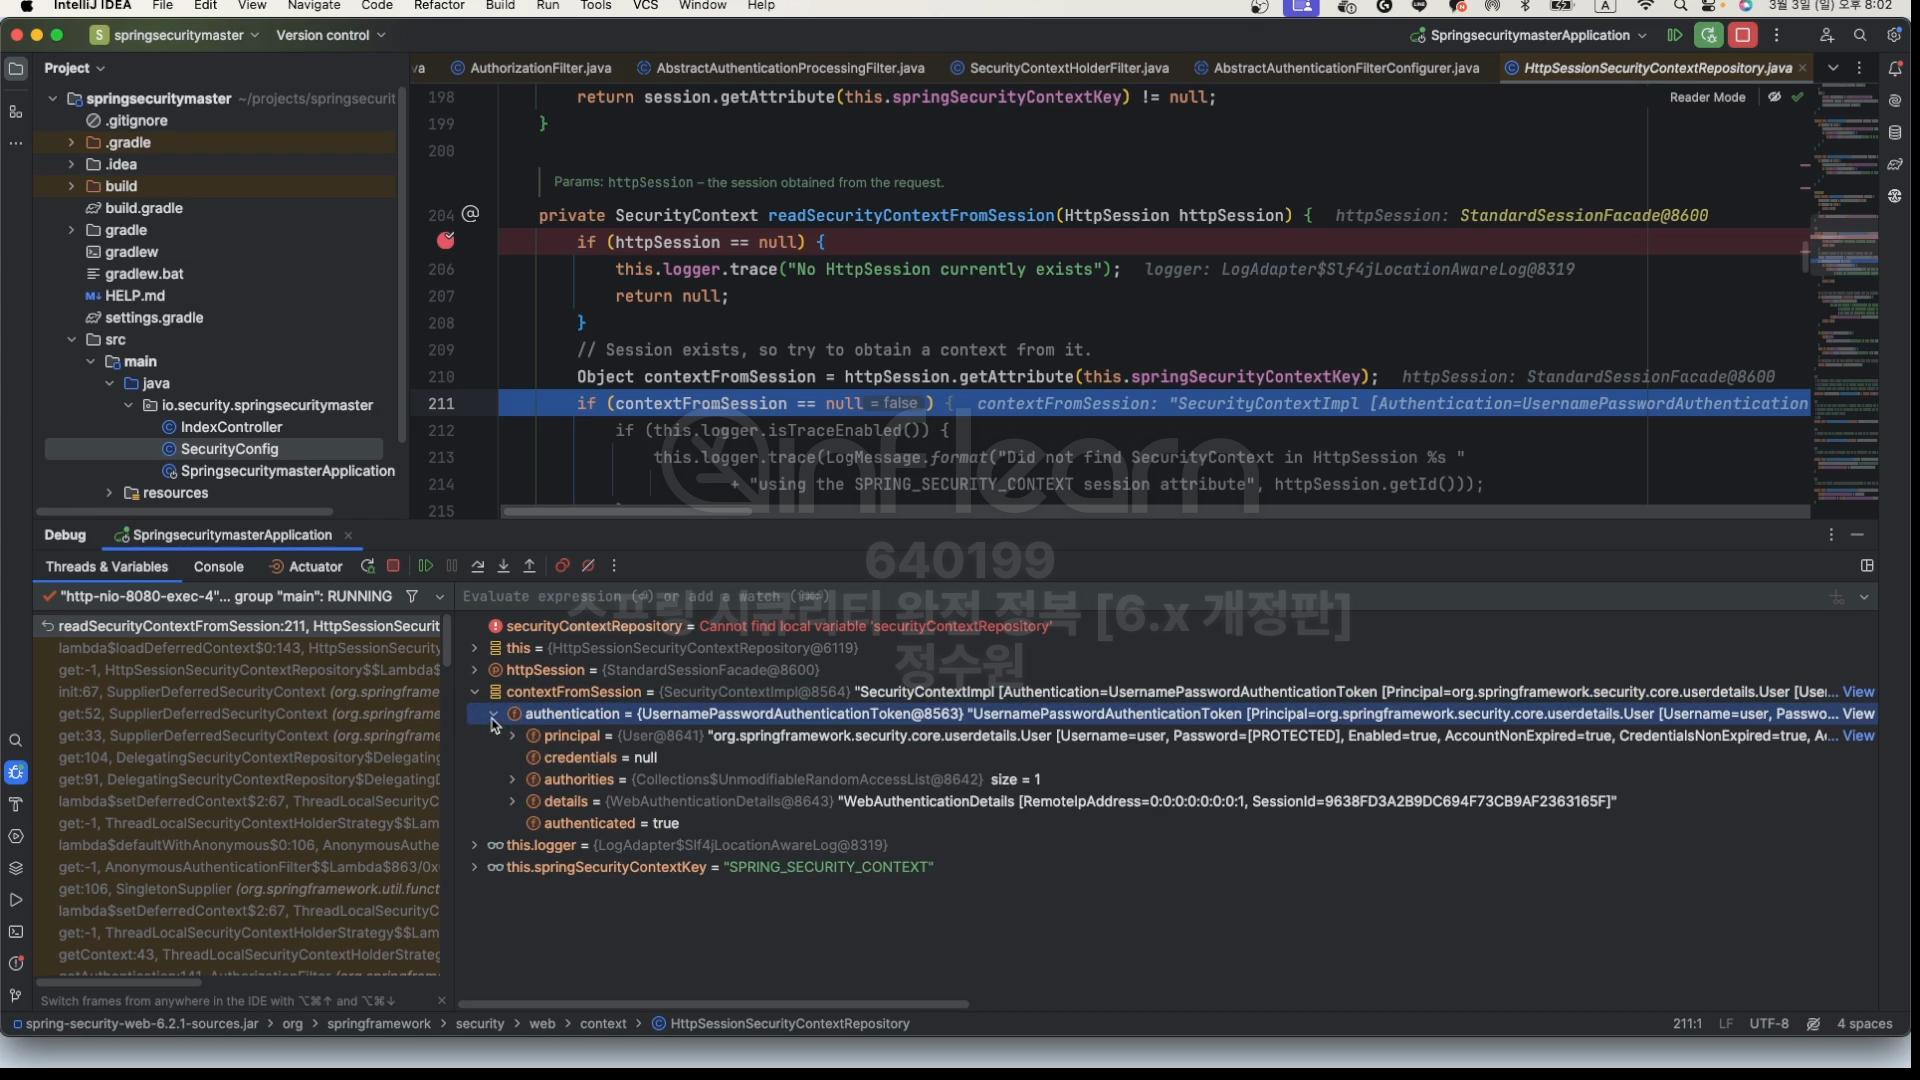 IntelliJ IDEA File Edit View Navigate Code Refactor Build Run Tools VCS Window Help 3월 3일 (일) 오후 8:02
springsecuritymaster Version control SpringsecuritymasterApplication
Project
va AuthorizationFilter.java AbstractAuthenticationProcessingFilter.java SecurityContextHolderFilter.java AbstractAuthenticationFilterConfigurer.java HttpSessionSecurityContextRepository.java
Reader Mode
springsecuritymaster ~/projects/springsecurit
.gitignore
.gradle
.idea
build
build.gradle
gradle
gradlew
gradlew.bat
HELP.md
settings.gradle
src
main
java
io.security.springsecuritymaster
IndexController
SecurityConfig
SpringsecuritymasterApplication
resources
198 return session.getAttribute(this.springSecurityContextKey) != null;
199 }
200
Params: httpSession – the session obtained from the request.
204 private SecurityContext readSecurityContextFromSession(HttpSession httpSession) { httpSession: StandardSessionFacade@8600
if (httpSession == null) {
206 this.logger.trace("No HttpSession currently exists"); logger: LogAdapter$Slf4jLocationAwareLog@8319
207 return null;
208 }
209 // Session exists, so try to obtain a context from it.
210 Object contextFromSession = httpSession.getAttribute(this.springSecurityContextKey); httpSession: StandardSessionFacade@8600
211 if (contextFromSession == null = false ) { contextFromSession: "SecurityContextImpl [Authentication=UsernamePasswordAuthentication
212 if (this.logger.isTraceEnabled()) {
213 this.logger.trace(LogMessage.format("Did not find SecurityContext in HttpSession %s "
214 + "using the SPRING_SECURITY_CONTEXT session attribute", httpSession.getId()));
215
inflearn
640199
스프링 시큐리티 완전 정복 [6.x 개정판]
정수원
Debug SpringsecuritymasterApplication
Threads & Variables Console Actuator
"http-nio-8080-exec-4"... group "main": RUNNING
readSecurityContextFromSession:211, HttpSessionSecurit
lambda$loadDeferredContext$0:143, HttpSessionSecurity
get:-1, HttpSessionSecurityContextRepository$$Lambda$
init:67, SupplierDeferredSecurityContext (org.springframe
get:52, SupplierDeferredSecurityContext (org.springframe
get:33, SupplierDeferredSecurityContext (org.springframe
get:104, DelegatingSecurityContextRepository$Delegating
get:91, DelegatingSecurityContextRepository$DelegatingD
lambda$setDeferredContext$2:67, ThreadLocalSecurityC
get:-1, ThreadLocalSecurityContextHolderStrategy$$Lam
lambda$defaultWithAnonymous$0:106, AnonymousAuthe
get:-1, AnonymousAuthenticationFilter$$Lambda$863/0x
get:106, SingletonSupplier (org.springframework.util.funct
lambda$setDeferredContext$2:67, ThreadLocalSecurityC
get:-1, ThreadLocalSecurityContextHolderStrategy$$Lam
getContext:43, ThreadLocalSecurityContextHolderStrateg
getAuthentication:141, AuthorizationFilter (org.springfram
Switch frames from anywhere in the IDE with ⌥⌘↑ and ⌥⌘↓
Evaluate expression (⏎) or add a watch (⇧⌘⏎)
securityContextRepository = Cannot find local variable 'securityContextRepository'
this = {HttpSessionSecurityContextRepository@6119}
httpSession = {StandardSessionFacade@8600}
contextFromSession = {SecurityContextImpl@8564} "SecurityContextImpl [Authentication=UsernamePasswordAuthenticationToken [Principal=org.springframework.security.core.userdetails.User [Use... View
authentication = {UsernamePasswordAuthenticationToken@8563} "UsernamePasswordAuthenticationToken [Principal=org.springframework.security.core.userdetails.User [Username=user, Passwo... View
principal = {User@8641} "org.springframework.security.core.userdetails.User [Username=user, Password=[PROTECTED], Enabled=true, AccountNonExpired=true, CredentialsNonExpired=true, A... View
credentials = null
authorities = {Collections$UnmodifiableRandomAccessList@8642} size = 1
details = {WebAuthenticationDetails@8643} "WebAuthenticationDetails [RemoteIpAddress=0:0:0:0:0:0:0:1, SessionId=9638FD3A2B9DC694F73CB9AF2363165F]"
authenticated = true
this.logger = {LogAdapter$Slf4jLocationAwareLog@8319}
this.springSecurityContextKey = "SPRING_SECURITY_CONTEXT"
spring-security-web-6.2.1-sources.jar > org > springframework > security > web > context > HttpSessionSecurityContextRepository 211:1 LF UTF-8 4 spaces